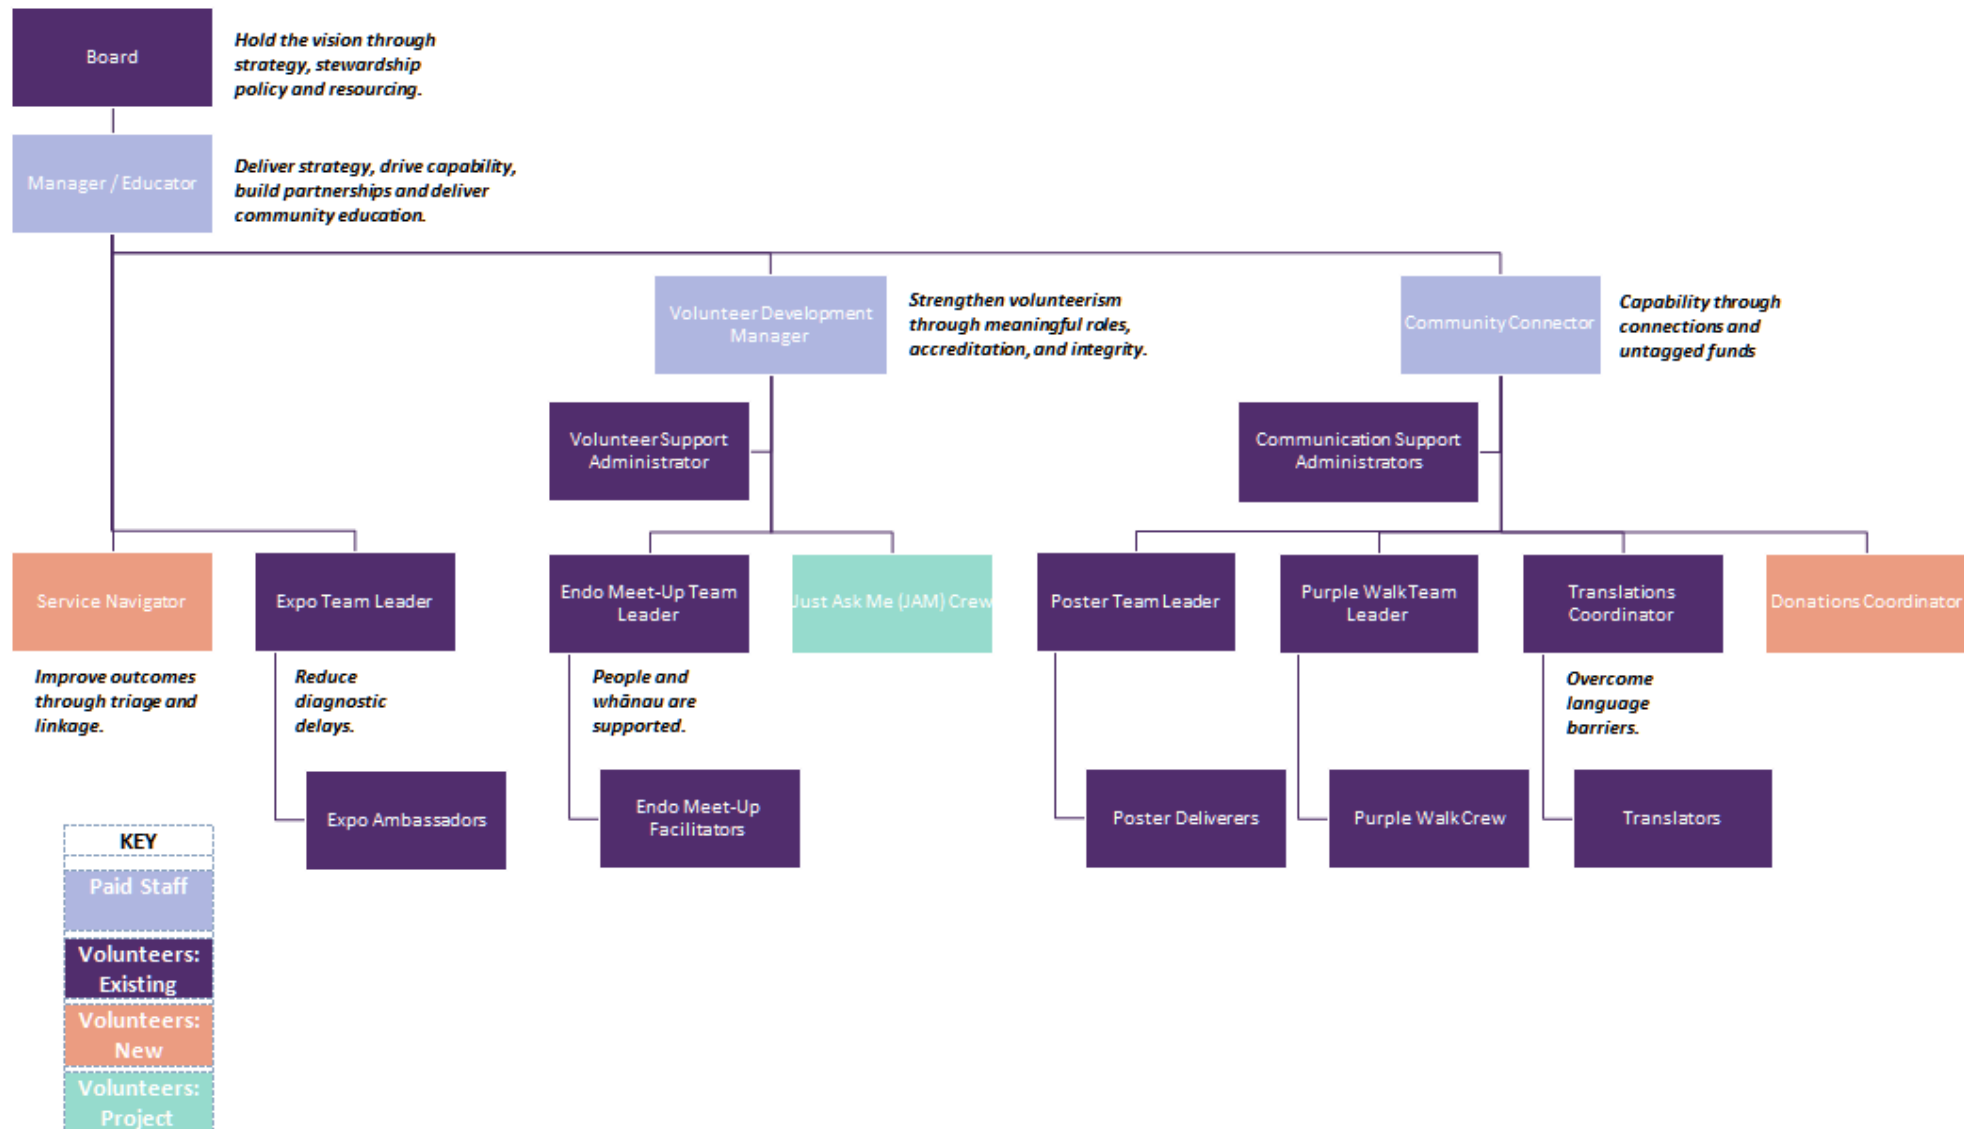 Board
Hold the vision through
strategy, stewardship
policy and resourcing.
Manager / Educator
Deliver strategy, drive capability,
build partnerships and deliver
community education.
Volunteer Development
Manager
Strengthen volunteerism
through meaningful roles,
accreditation, and integrity.
Community Connector
Capability through
connections and
untagged funds
Volunteer Support
Administrator
Communication Support
Administrators
Service Navigator
Expo Team Leader
Endo Meet-Up Team
Leader
Just Ask Me (JAM) Crew
Poster Team Leader
Purple Walk Team
Leader
Translations
Coordinator
Donations Coordinator
Improve outcomes
through triage and
linkage.
Reduce
diagnostic
delays.
People and
whānau are
supported.
Overcome
language
barriers.
Expo Ambassadors
Endo Meet-Up
Facilitators
Poster Deliverers
Purple Walk Crew
Translators
KEY
Paid Staff
Volunteers:
Existing
Volunteers:
New
Volunteers:
Project